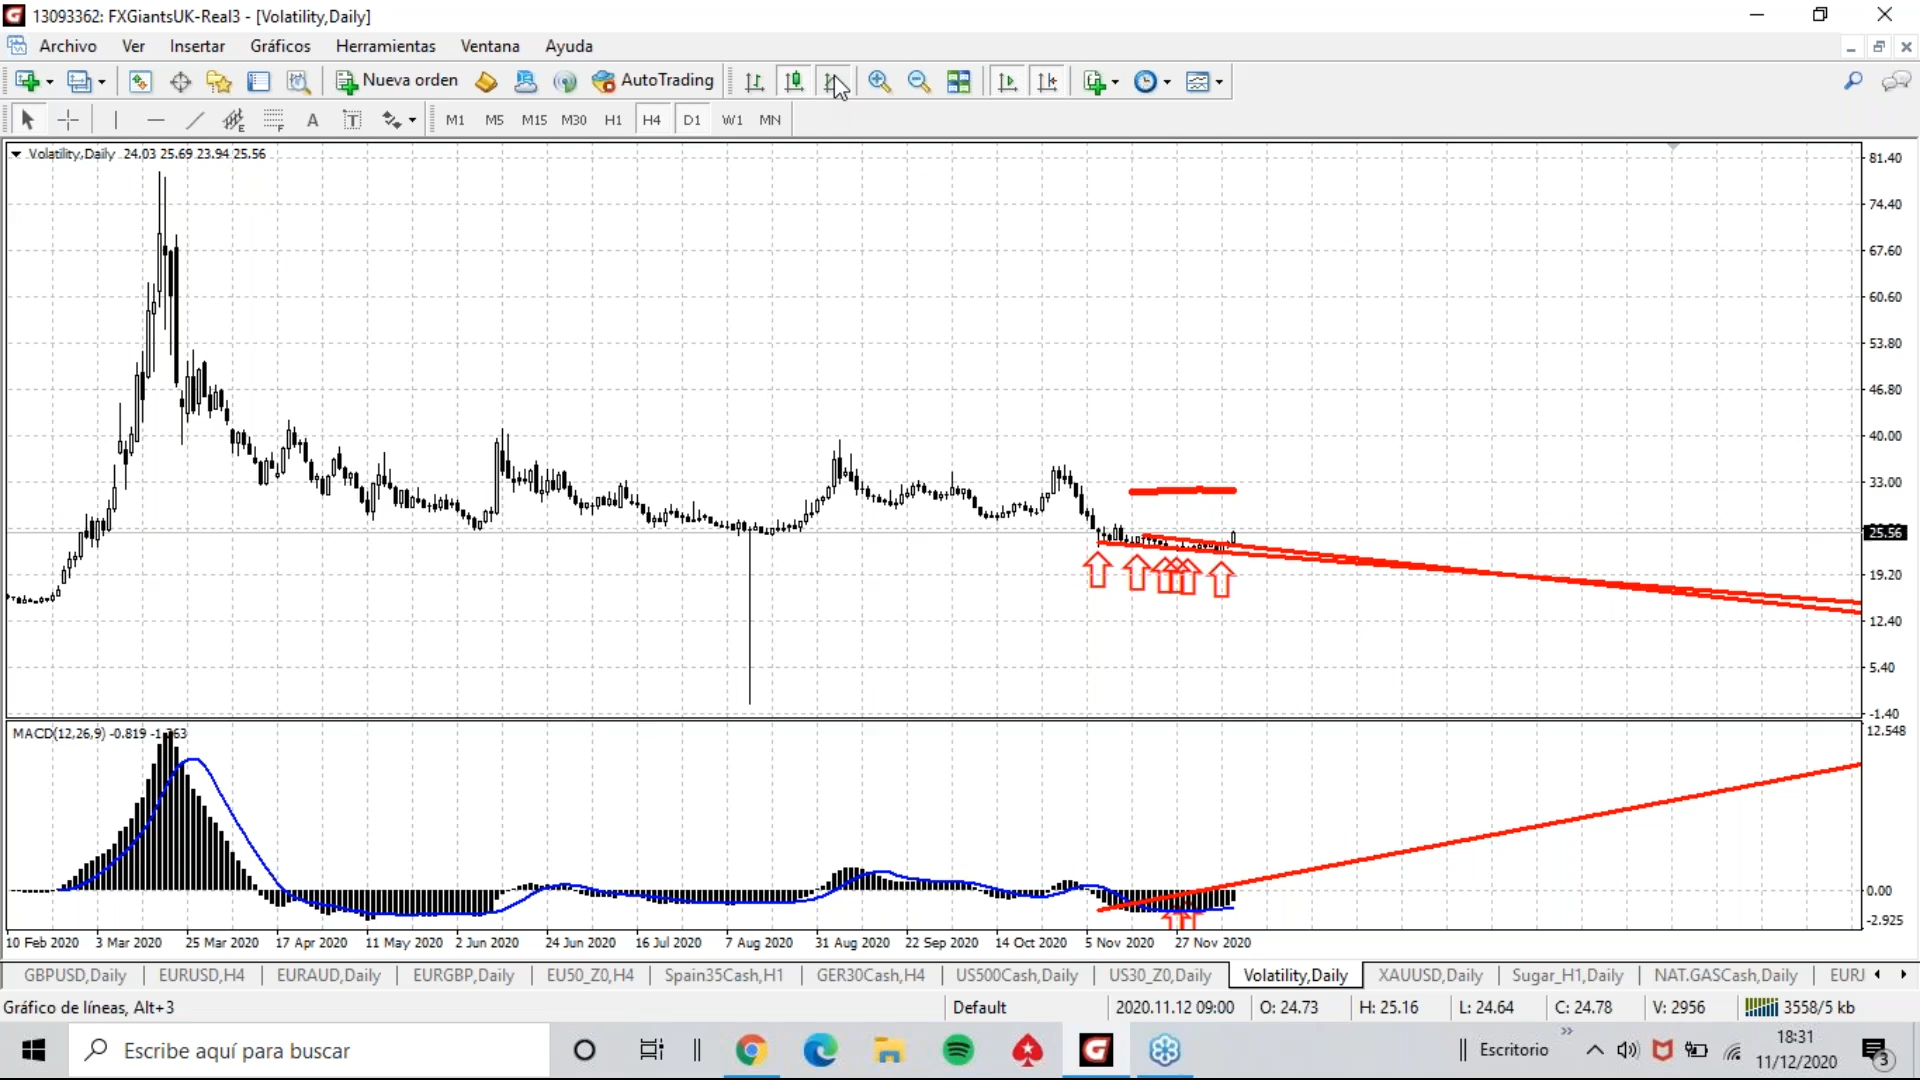 13093362: FXGiantsUK-Real3 - [Volatility,Daily]
Archivo Ver Insertar Gráficos Herramientas Ventana Ayuda
Nueva orden AutoTrading
A T M1 M5 M15 M30 H1 H4 D1 W1 MN
Volatility,Daily 24.03 25.69 23.94 25.56
81.40
74.40
67.60
60.60
53.80
46.80
40.00
33.00
25.56
19.20
12.40
5.40
-1.40
MACD(12,26,9) -0.819
12.548
0.00
-2.925
10 Feb 2020 3 Mar 2020 25 Mar 2020 17 Apr 2020 11 May 2020 2 Jun 2020 24 Jun 2020 16 Jul 2020 7 Aug 2020 31 Aug 2020 22 Sep 2020 14 Oct 2020 5 Nov 2020 27 Nov 2020
GBPUSD,Daily EURUSD,H4 EURAUD,Daily EURGBP,Daily EU50_Z0,H4 Spain35Cash,H1 GER30Cash,H4 US500Cash,Daily US30_Z0,Daily Volatility,Daily XAUUSD,Daily Sugar_H1,Daily NAT.GASCash,Daily EURJ
Gráfico de líneas, Alt+3 Default 2020.11.12 09:00 O: 24.73 H: 25.16 L: 24.64 C: 24.78 V: 2956 3558/5 kb
Escribe aquí para buscar Escritorio 18:31
11/12/2020 3